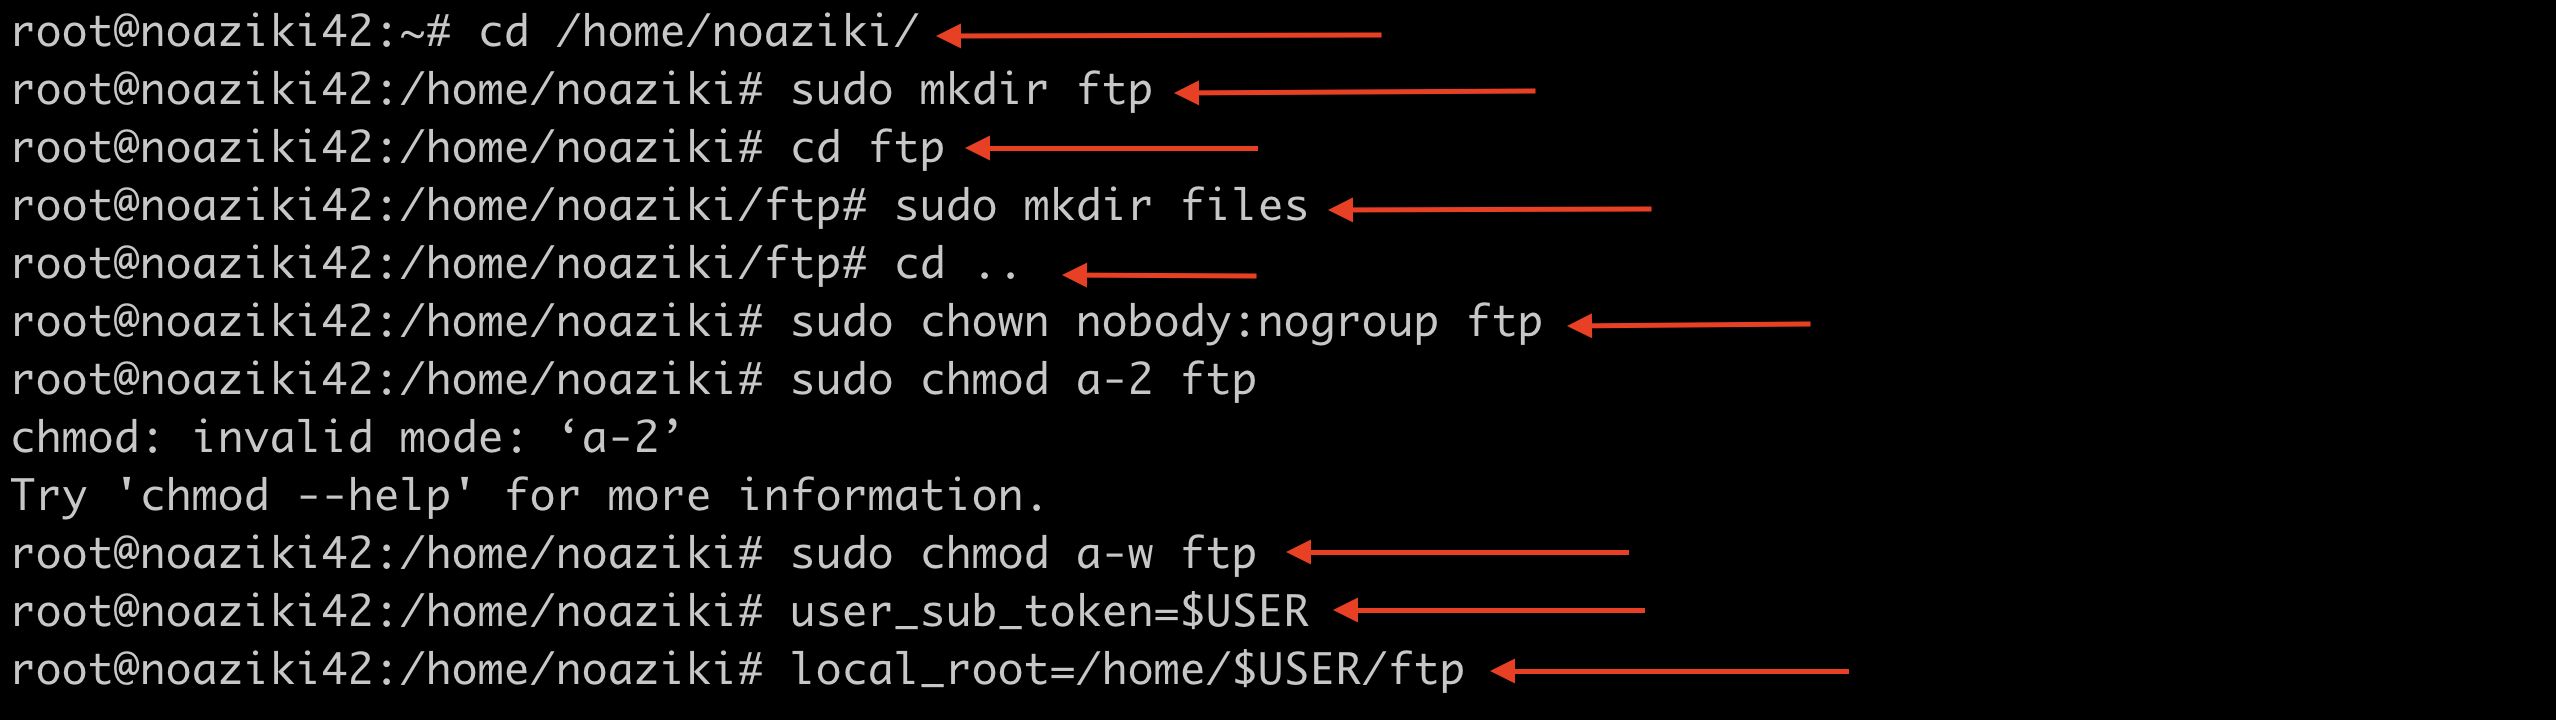 root@noaziki42:~# cd /home/noaziki/
root@noaziki42:/home/noaziki# sudo mkdir ftp
root@noaziki42:/home/noaziki# cd ftp
root@noaziki42:/home/noaziki/ftp# sudo mkdir files
root@noaziki42:/home/noaziki/ftp# cd ..
root@noaziki42:/home/noaziki# sudo chown nobody:nogroup ftp
root@noaziki42:/home/noaziki# sudo chmod a-2 ftp
chmod: invalid mode: ‘a-2’
Try 'chmod --help' for more information.
root@noaziki42:/home/noaziki# sudo chmod a-w ftp
root@noaziki42:/home/noaziki# user_sub_token=$USER
root@noaziki42:/home/noaziki# local_root=/home/$USER/ftp